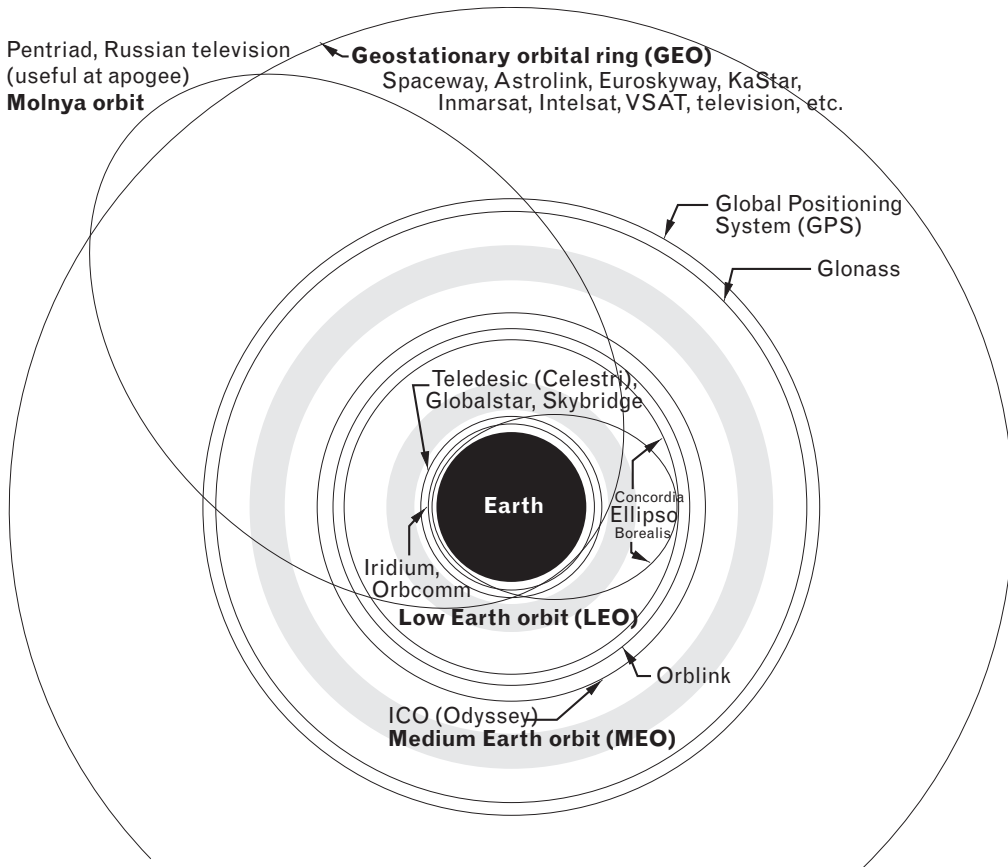 Pentriad, Russian television
(useful at apogee)
Molnya orbit
Geostationary orbital ring (GEO)
Spaceway, Astrolink, Euroskyway, KaStar,
Inmarsat, Intelsat, VSAT, television, etc.
Global Positioning
System (GPS)
Glonass
Teledesic (Celestri),
Globalstar, Skybridge
Earth
Concordia
Ellipso
Borealis
Iridium,
Orbcomm
Low Earth orbit (LEO)
Orblink
ICO (Odyssey)
Medium Earth orbit (MEO)